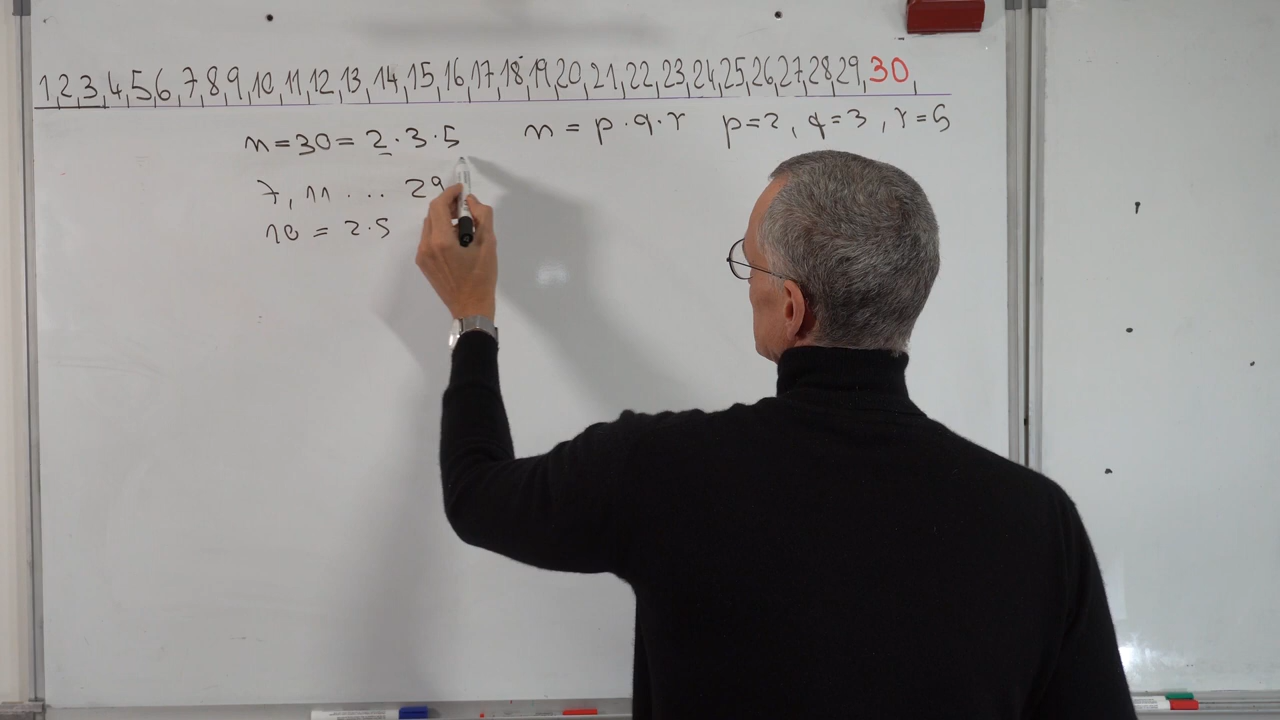 1,2,3,4,5,6,7,8,9,10,11,12,13,14,15,16,17,18,19,20,21,22,23,24,25,26,27,28,29,30,
n=30=2·3·5 n = p·q·r p=2, q=3, r=5
7, 11 ... 29
10 = 2·5